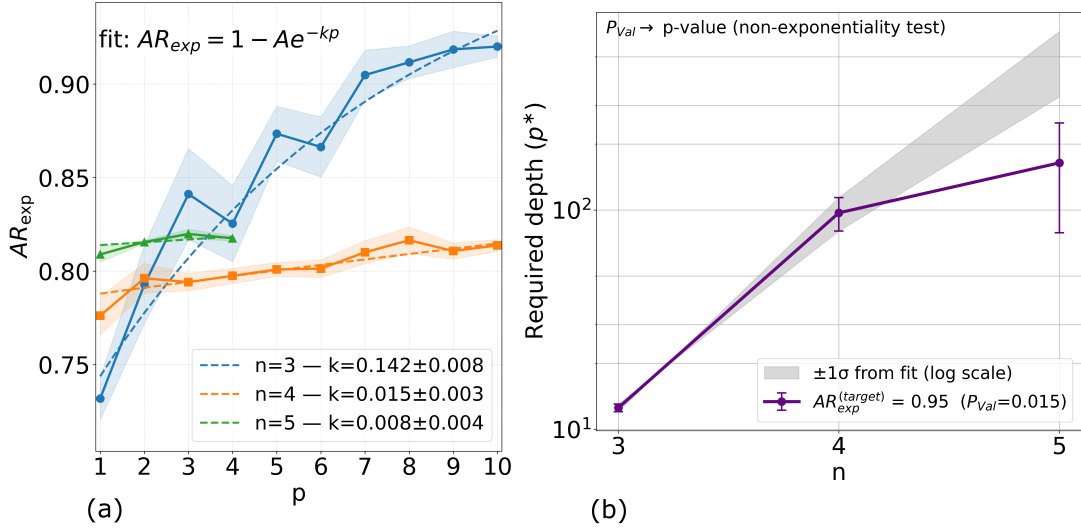 fit: AR_exp = 1 − Ae^−kp
0.90
0.85
0.80
0.75
AR_exp
n=3 — k=0.142±0.008
n=4 — k=0.015±0.003
n=5 — k=0.008±0.004
1 2 3 4 5 6 7 8 9 10
p
(a)
P_Val → p-value (non-exponentiality test)
10^2
10^1
Required depth (p*)
±1σ from fit (log scale)
AR_exp^(target) = 0.95 (P_Val=0.015)
3 4 5
n
(b)